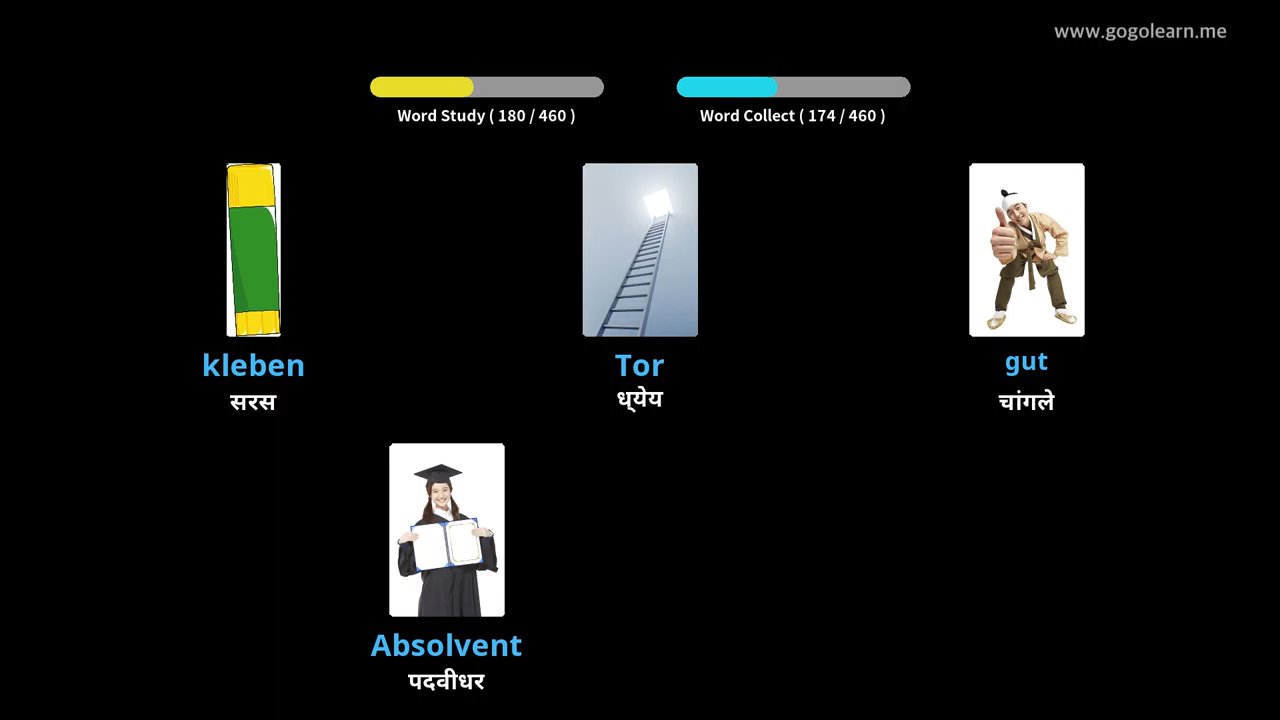 www.gogolearn.me
Word Study ( 180 / 460 )
Word Collect ( 174 / 460 )
kleben
सरस
Tor
ध्येय
gut
चांगले
Absolvent
पदवीधर